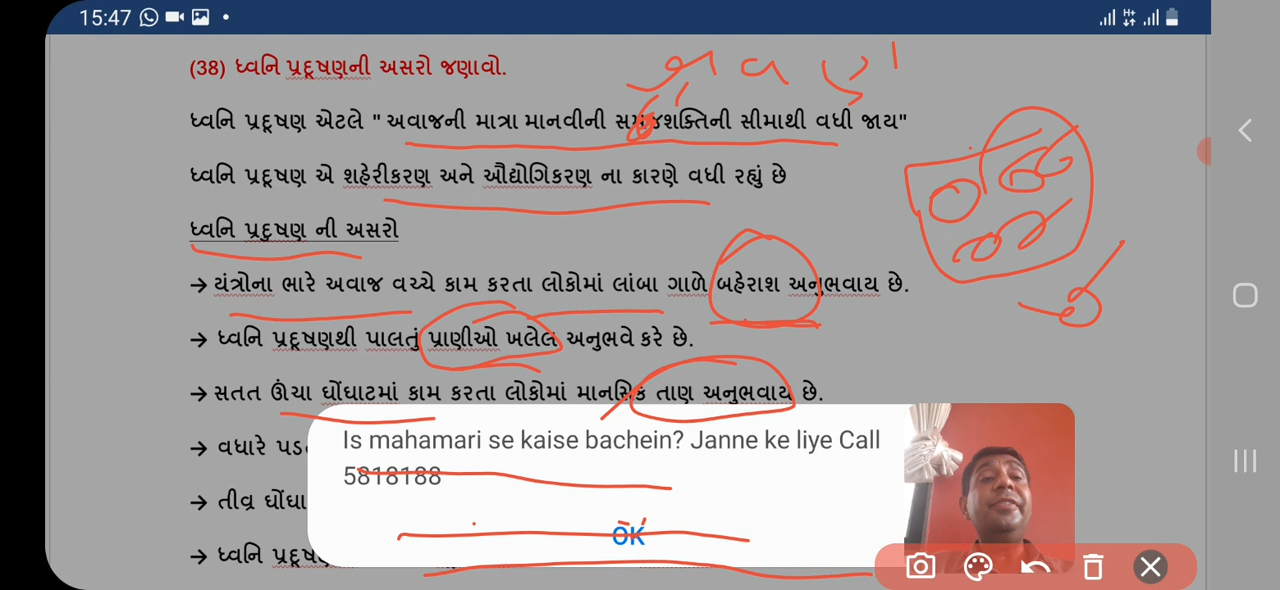 15:47
(38) ધ્વનિ પ્રદૂષણની અસરો જણાવો.
ધ્વનિ પ્રદૂષણ એટલે " અવાજની માત્રા માનવીની સમજશક્તિની સીમાથી વધી જાય"
ધ્વનિ પ્રદૂષણ એ શહેરીકરણ અને ઔદ્યોગિકરણ ના કારણે વધી રહ્યું છે
ધ્વનિ પ્રદુષણ ની અસરો
→ યંત્રોના ભારે અવાજ વચ્ચે કામ કરતા લોકોમાં લાંબા ગાળે બહેરાશ અનુભવાય છે.
→ ધ્વનિ પ્રદૂષણથી પાલતું પ્રાણીઓ ખલેલ અનુભવે કરે છે.
→ સતત ઊંચા ઘોંઘાટમાં કામ કરતા લોકોમાં માનસિક તાણ અનુભવાય છે.
→ વધારે
Is mahamari se kaise bachein? Janne ke liye Call
5818188
→ તીવ્ર
OK
→ ધ્વનિ